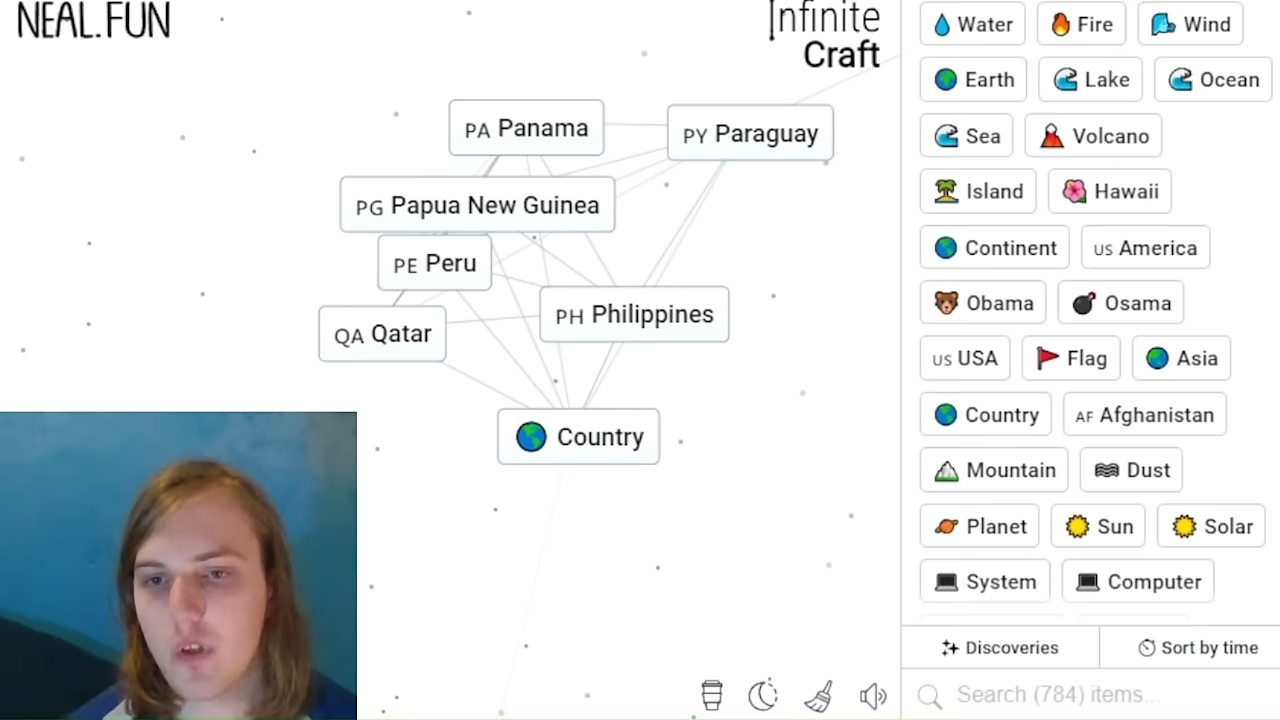 NEAL.FUN
Infinite
Craft
PA Panama
PY Paraguay
PG Papua New Guinea
PE Peru
QA Qatar
PH Philippines
Country
Water
Fire
Wind
Earth
Lake
Ocean
Sea
Volcano
Island
Hawaii
Continent
US America
Obama
Osama
US USA
Flag
Asia
Country
AF Afghanistan
Mountain
Dust
Planet
Sun
Solar
System
Computer
Discoveries
Sort by time
Search (784) items...